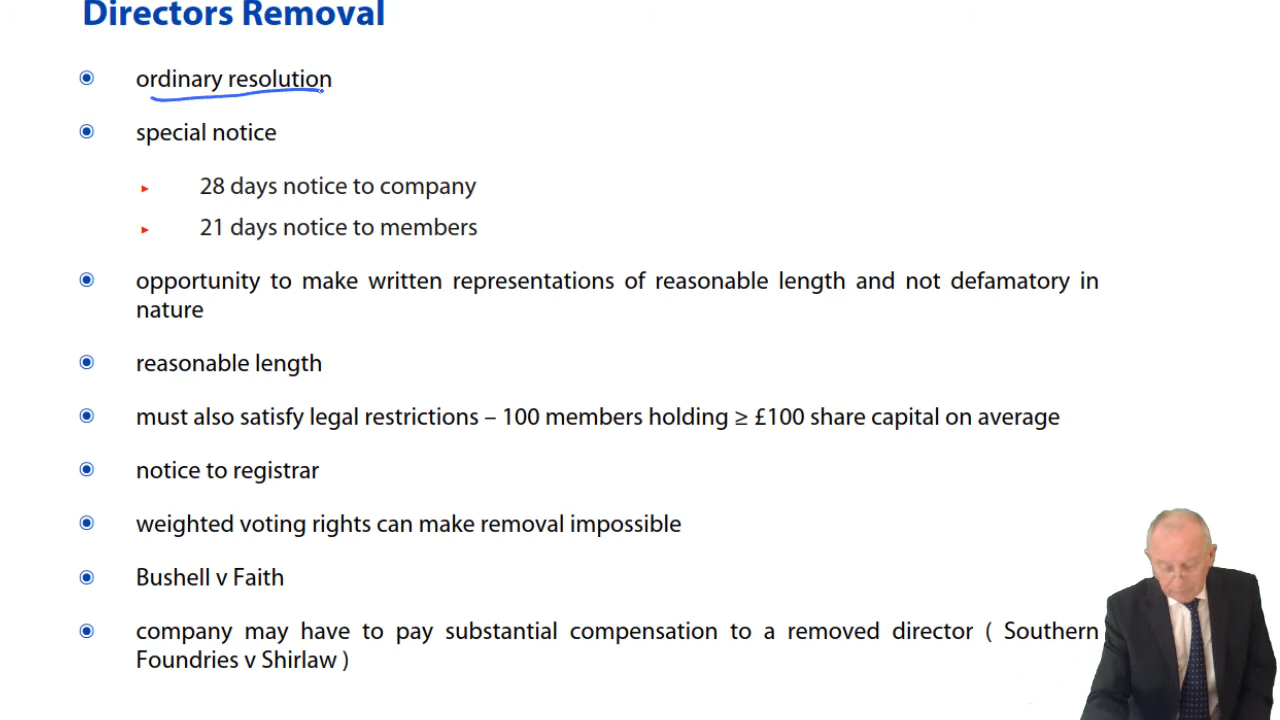 Directors Removal
ordinary resolution
special notice
28 days notice to company
21 days notice to members
opportunity to make written representations of reasonable length and not defamatory in
nature
reasonable length
must also satisfy legal restrictions – 100 members holding ≥ £100 share capital on average
notice to registrar
weighted voting rights can make removal impossible
Bushell v Faith
company may have to pay substantial compensation to a removed director ( Southern
Foundries v Shirlaw )